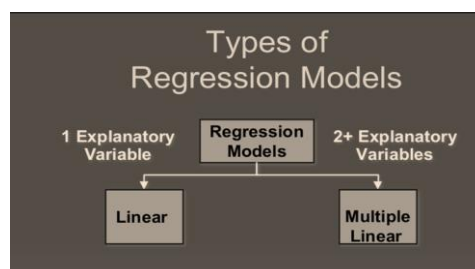 Types of
Regression Models
1 Explanatory
Variable
Regression
Models
2+ Explanatory
Variables
Linear
Multiple
Linear